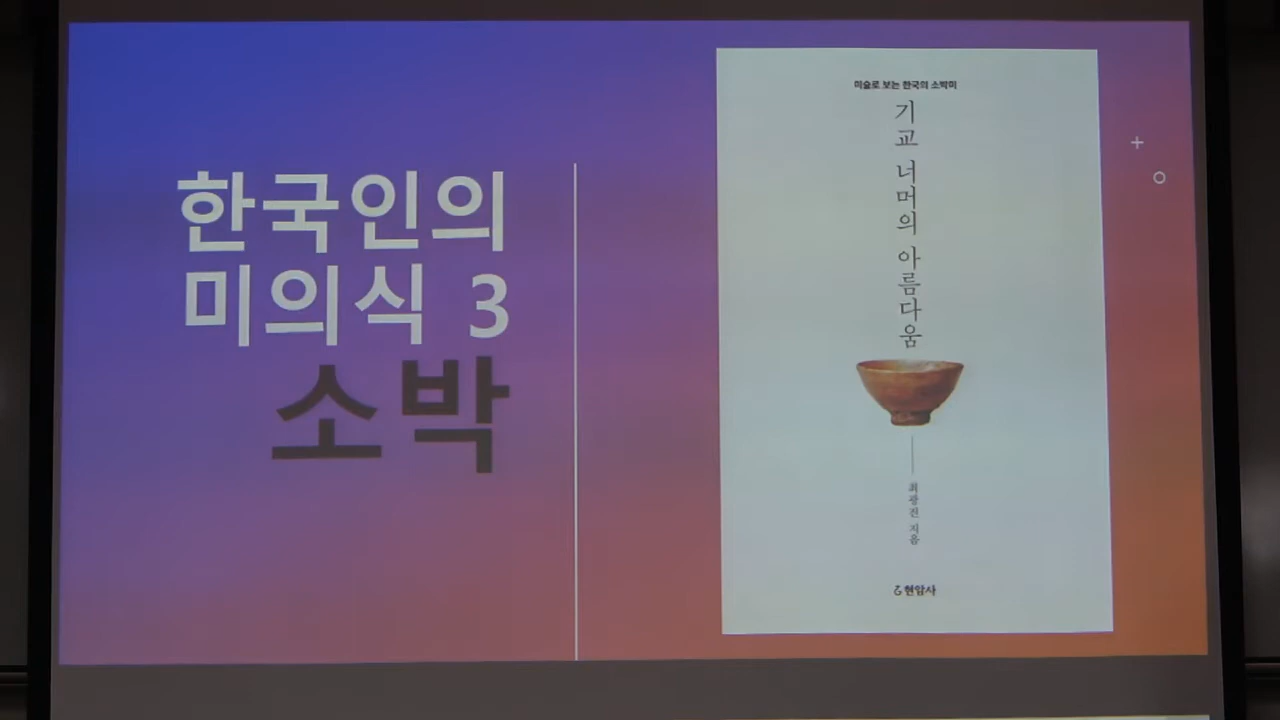 한국인의
미의식 3
소박
미술로 보는 한국의 소박미
기교 너머의 아름다움
최광진 지음
현암사